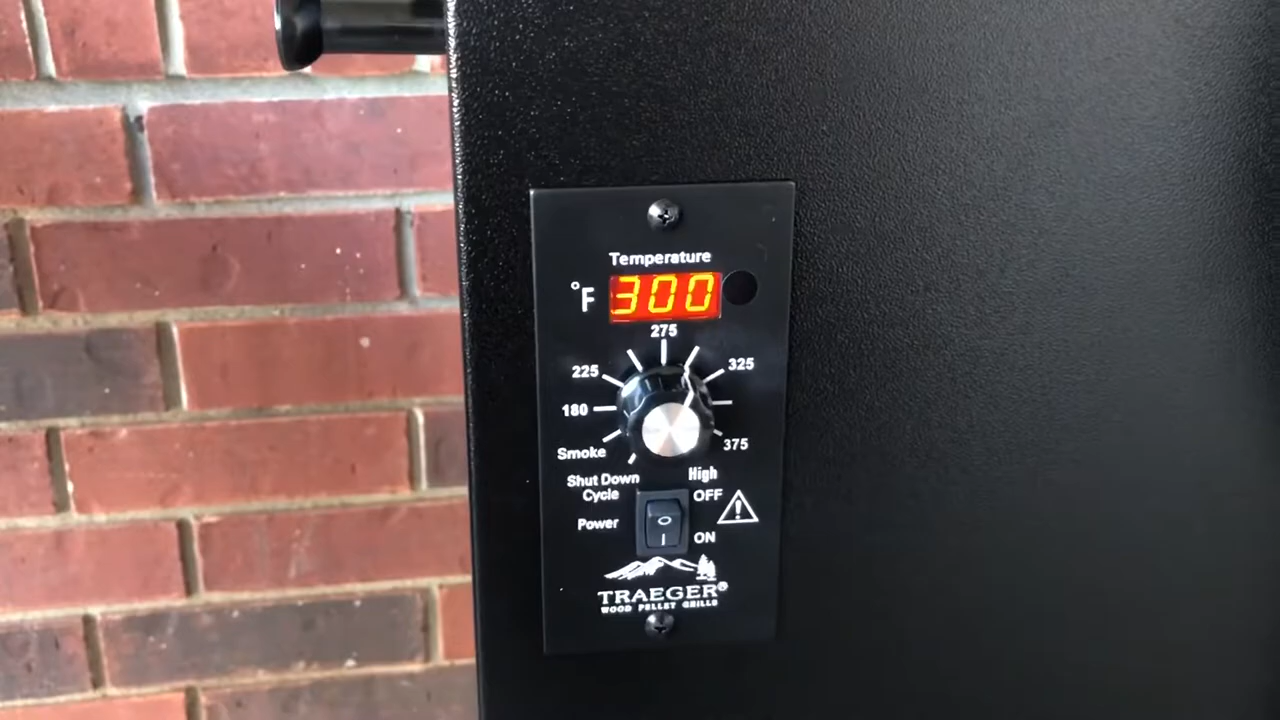 Temperature
°F 300
275
225 325
180
Smoke 375
Shut Down High
Cycle OFF
Power ON
TRAEGER®
WOOD PELLET GRILLS